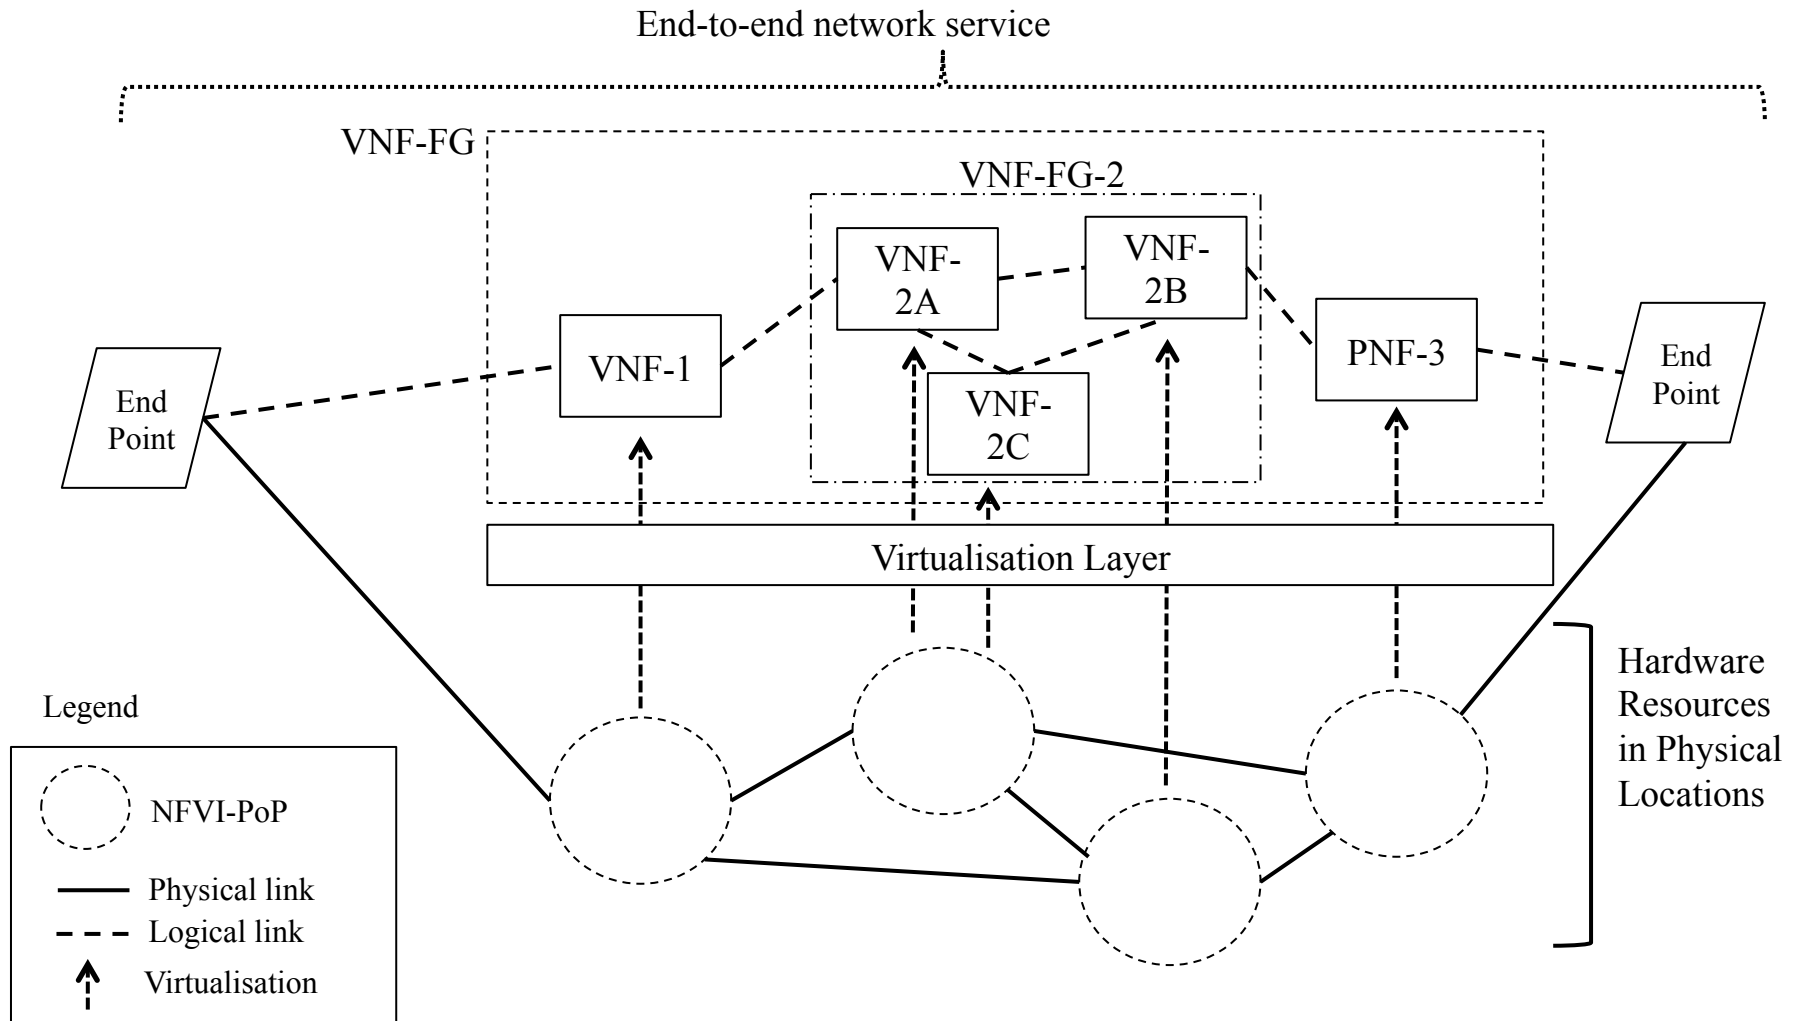 End-to-end network service
VNF-FG
VNF-FG-2
VNF-
2A
VNF-
2B
VNF-1
VNF-
2C
PNF-3
End
Point
End
Point
Virtualisation Layer
Hardware
Resources
in Physical
Locations
Legend
NFVI-PoP
Physical link
Logical link
Virtualisation